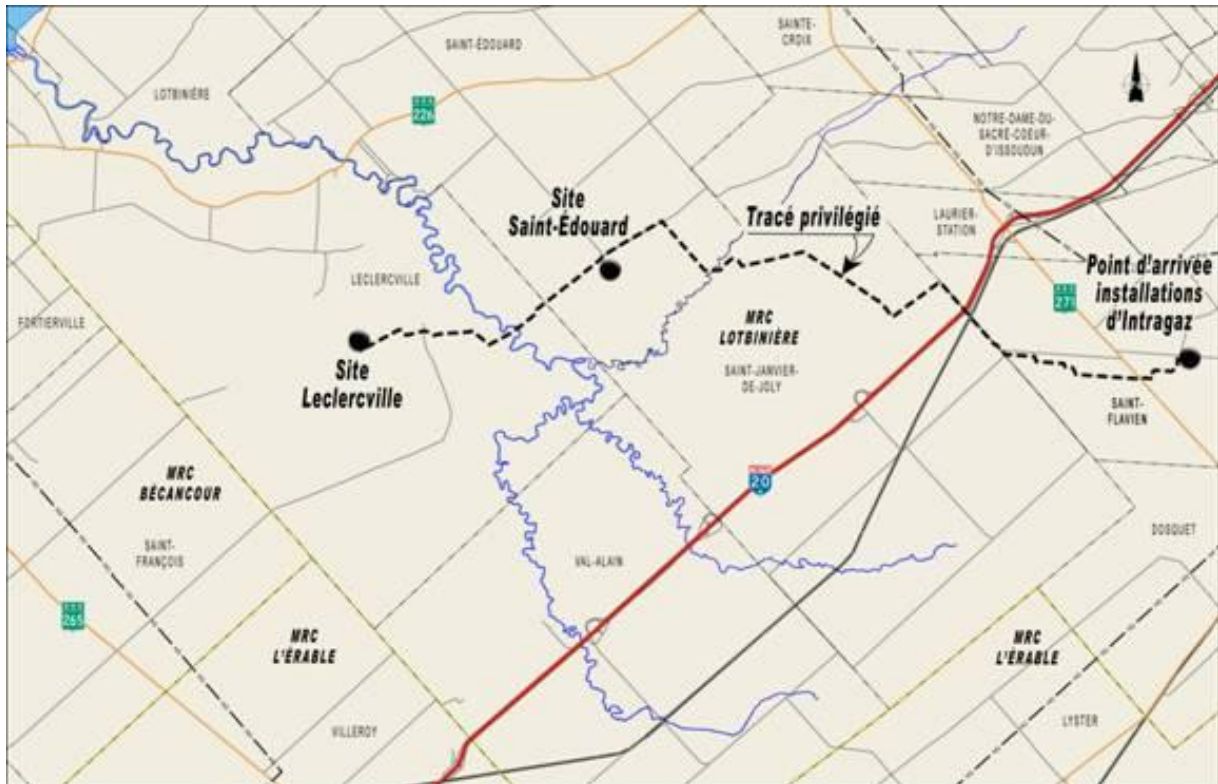 SAINTE-
CROIX
SAINT-ÉDOUARD
LOTBINIÈRE
226
NOTRE-DAME-DU-
SACRÉ-COEUR-
D'ISSOUDUN
Site
Saint-Édouard
Tracé privilégié
LAURIER-
STATION
Point d'arrivée
installations
d'Intragaz
271
LECLERCVILLE
FORTIERVILLE
MRC
LOTBINIÈRE
SAINT-JANVIER-
DE-JOLY
Site
Leclercville
SAINT-
FLAVIEN
MRC
BÉCANCOUR
20
SAINT-
FRANÇOIS
VAL-ALAIN
DOSQUET
265
MRC
L'ÉRABLE
MRC
L'ÉRABLE
VILLEROY
LYSTER